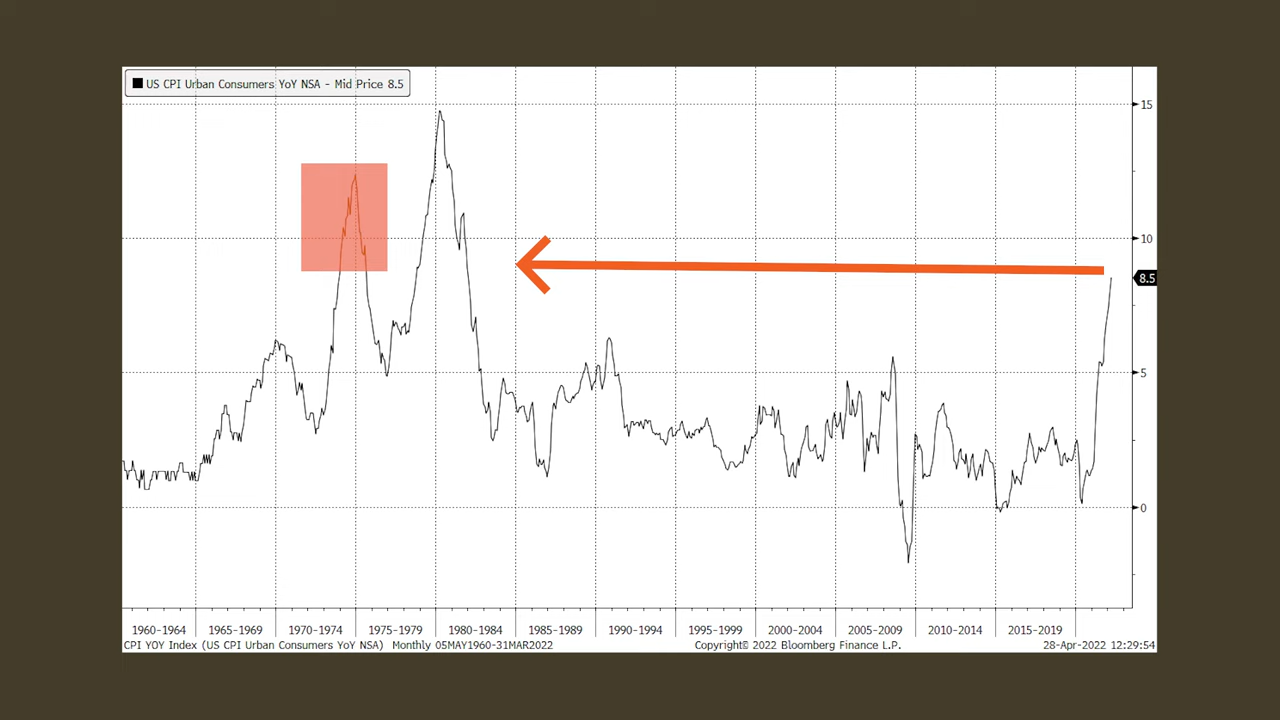 US CPI Urban Consumers YoY NSA - Mid Price 8.5
15
10
8.5
5
0
1960-1964 1965-1969 1970-1974 1975-1979 1980-1984 1985-1989 1990-1994 1995-1999 2000-2004 2005-2009 2010-2014 2015-2019
CPI YOY Index (US CPI Urban Consumers YoY NSA) Monthly 05MAY1960-31MAR2022 Copyright© 2022 Bloomberg Finance L.P. 28-Apr-2022 12:29:54